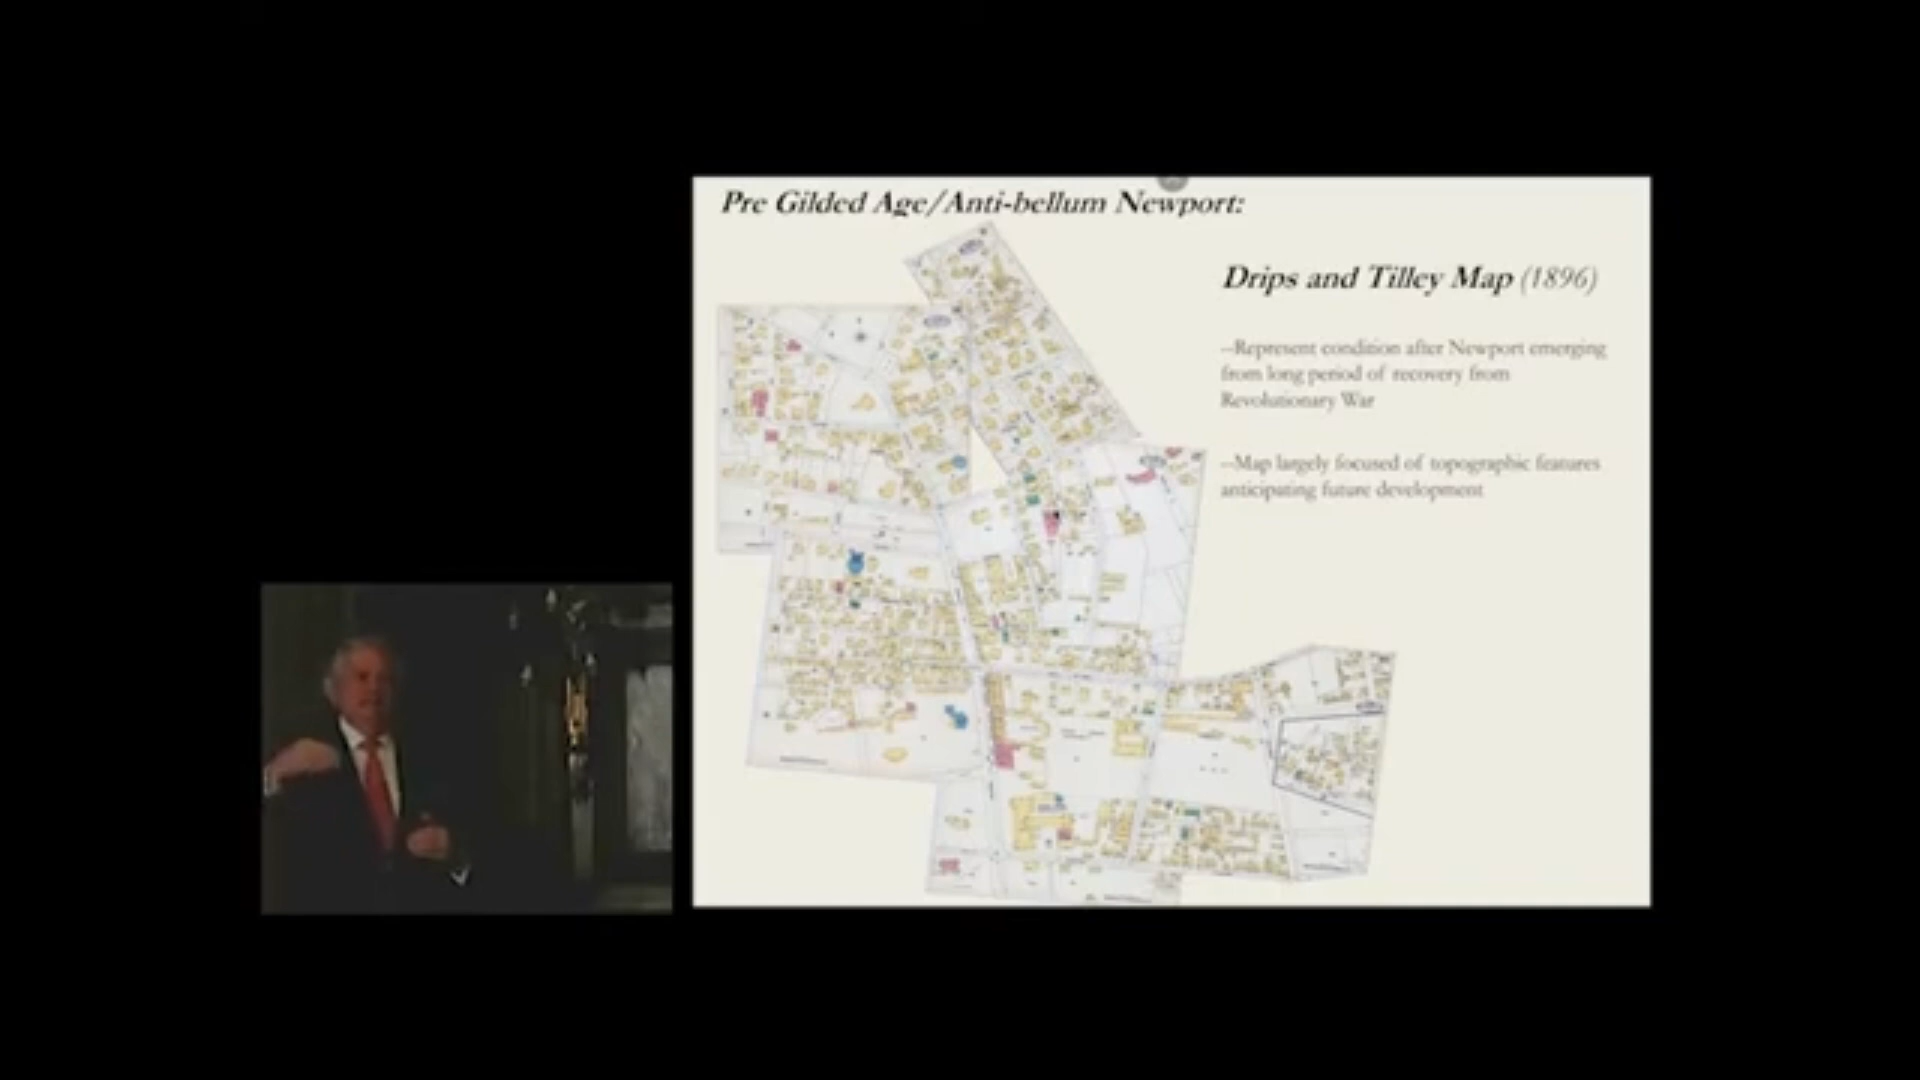 Pre Gilded Age/Anti-bellum Newport:
Drips and Tilley Map (1896)
--Represent condition after Newport emerging
from long period of recovery from
Revolutionary War
--Map largely focused of topographic features
anticipating future development